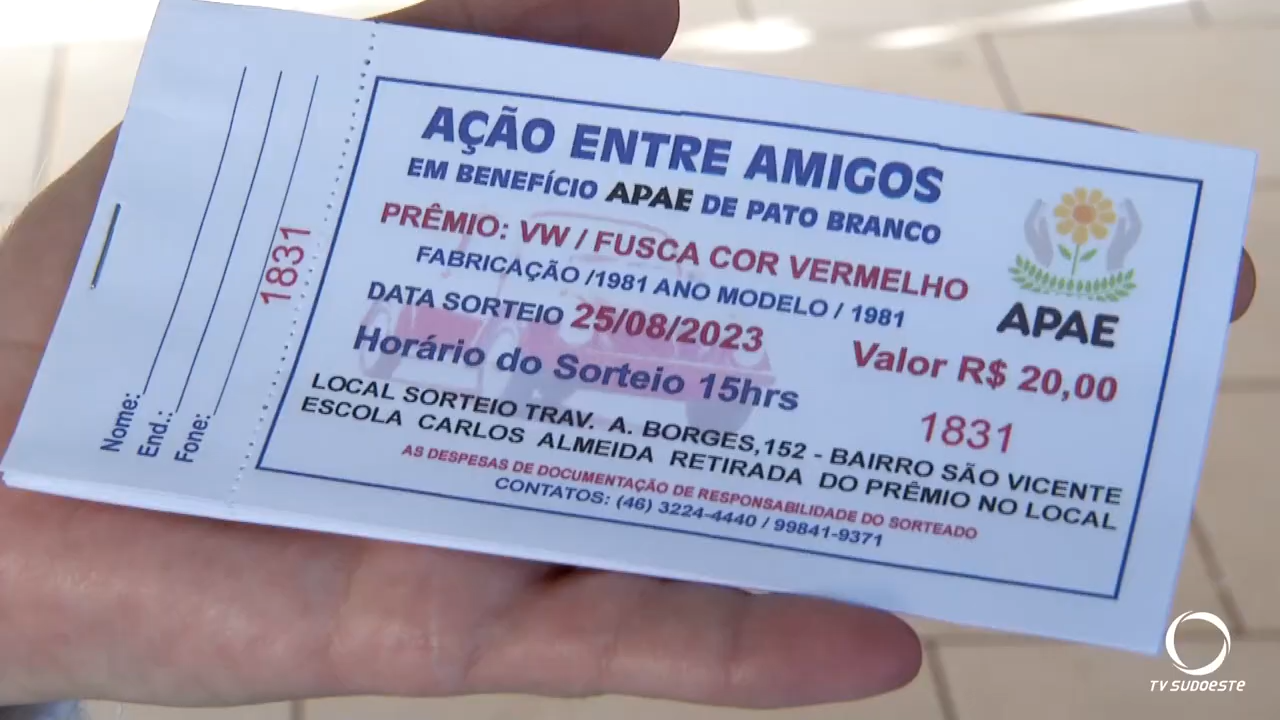 AÇÃO ENTRE AMIGOS
EM BENEFÍCIO APAE DE PATO BRANCO
PRÊMIO: VW / FUSCA COR VERMELHO
FABRICAÇÃO /1981 ANO MODELO / 1981
DATA SORTEIO 25/08/2023
Horário do Sorteio 15hrs
APAE
Valor R$ 20,00
1831
LOCAL SORTEIO TRAV. A. BORGES,152 - BAIRRO SÃO VICENTE
ESCOLA CARLOS ALMEIDA RETIRADA DO PRÊMIO NO LOCAL
AS DESPESAS DE DOCUMENTAÇÃO DE RESPONSABILIDADE DO SORTEADO
CONTATOS: (46) 3224-4440 / 99841-9371
Nome:
End.:
Fone:
1831
TV SUDOESTE